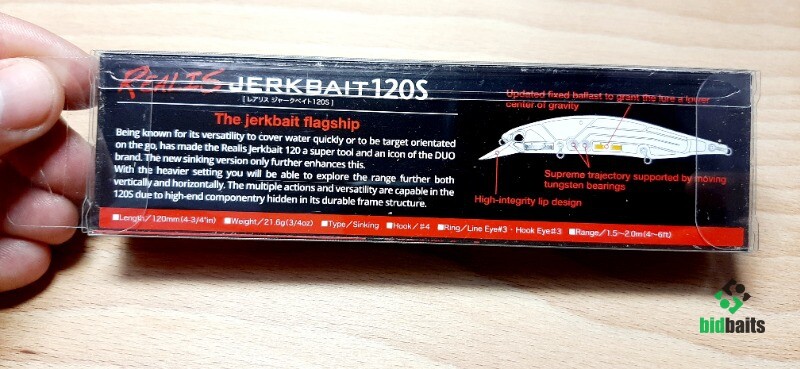 REALIS JERKBAIT 120S
[ レアリス ジャークベイト120S ]
The jerkbait flagship
Being known for its versatility to cover water quickly or to be target orientated
on the go, has made the Realis Jerkbait 120 a super tool and an icon of the DUO
brand. The new sinking version only further enhances this.
With the heavier setting you will be able to explore the range further both
vertically and horizontally. The multiple actions and versatility are capable in the
120S due to high-end componentry hidden in its durable frame structure.
Updated fixed ballast to grant the lure a lower
center of gravity
Supreme trajectory supported by moving
tungsten bearings
High-integrity lip design
■Length/120mm(4-3/4"in) ■Weight/21.6g(3/4oz) ■Type/Sinking ■Hook/#4 ■Ring/Line Eye#3・Hook Eye#3 ■Range/1.5〜2.0m(4〜6ft)
bidbaits